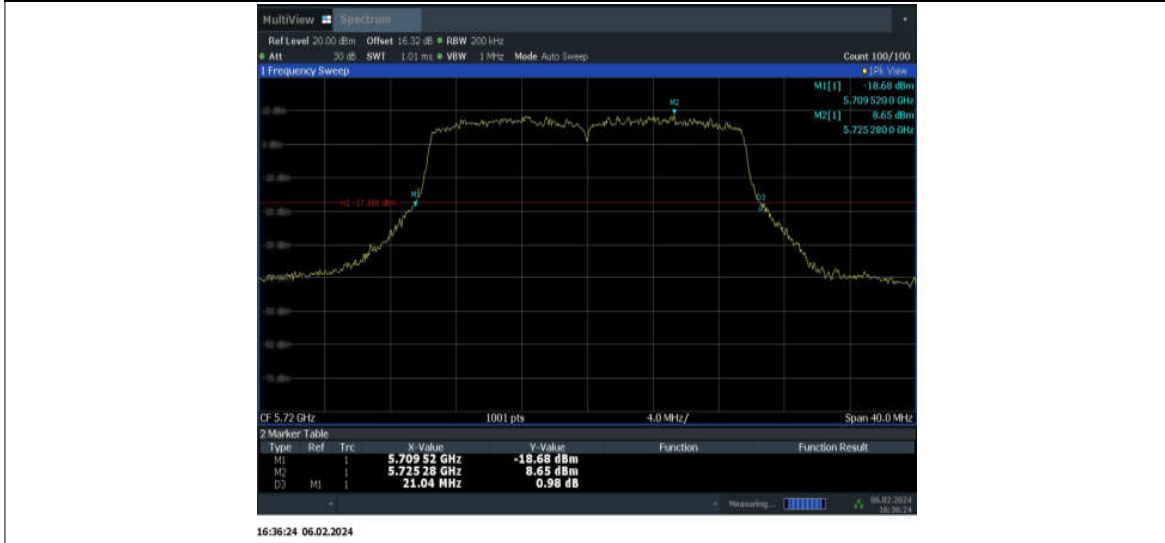 MultiView Spectrum
Ref Level 20.00 dBm Offset 16.32 dB RBW 200 kHz
Att 30 dB SWT 1.01 ms VBW 1 MHz Mode Auto Sweep Count 100/100
1 Frequency Sweep 1Pk View
M1[1] -18.68 dBm
5.709 520 0 GHz
M2
M2[1] 8.65 dBm
5.725 280 0 GHz
M1
D3
H1 -17.350 dBm
CF 5.72 GHz 1001 pts 4.0 MHz/ Span 40.0 MHz
2 Marker Table
Type Ref Trc X-Value Y-Value Function Function Result
M1 1 5.709 52 GHz -18.68 dBm
M2 1 5.725 28 GHz 8.65 dBm
D3 M1 1 21.04 MHz 0.98 dB
Measuring... 06.02.2024
16:36:24
16:36:24 06.02.2024